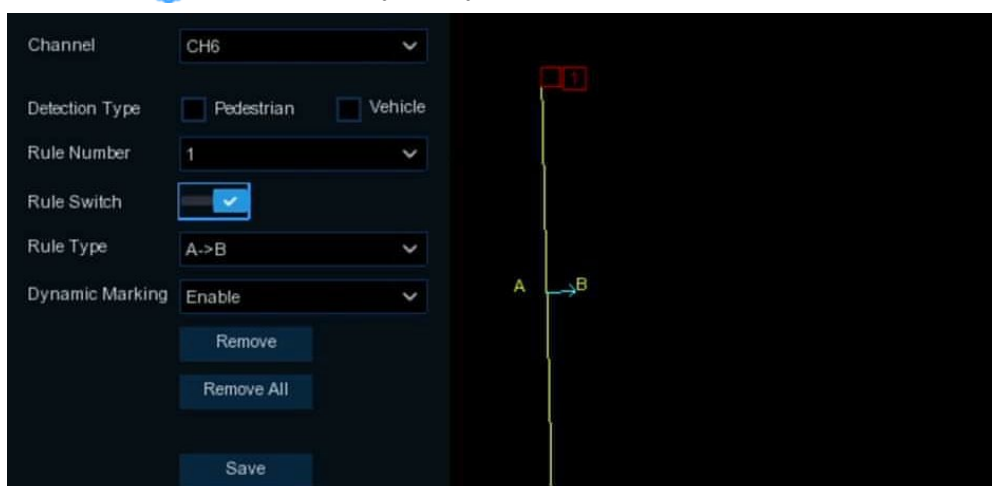 Channel CH6
Detection Type Pedestrian Vehicle
Rule Number 1
Rule Switch
Rule Type A->B
Dynamic Marking Enable
Remove
Remove All
Save
1
A B